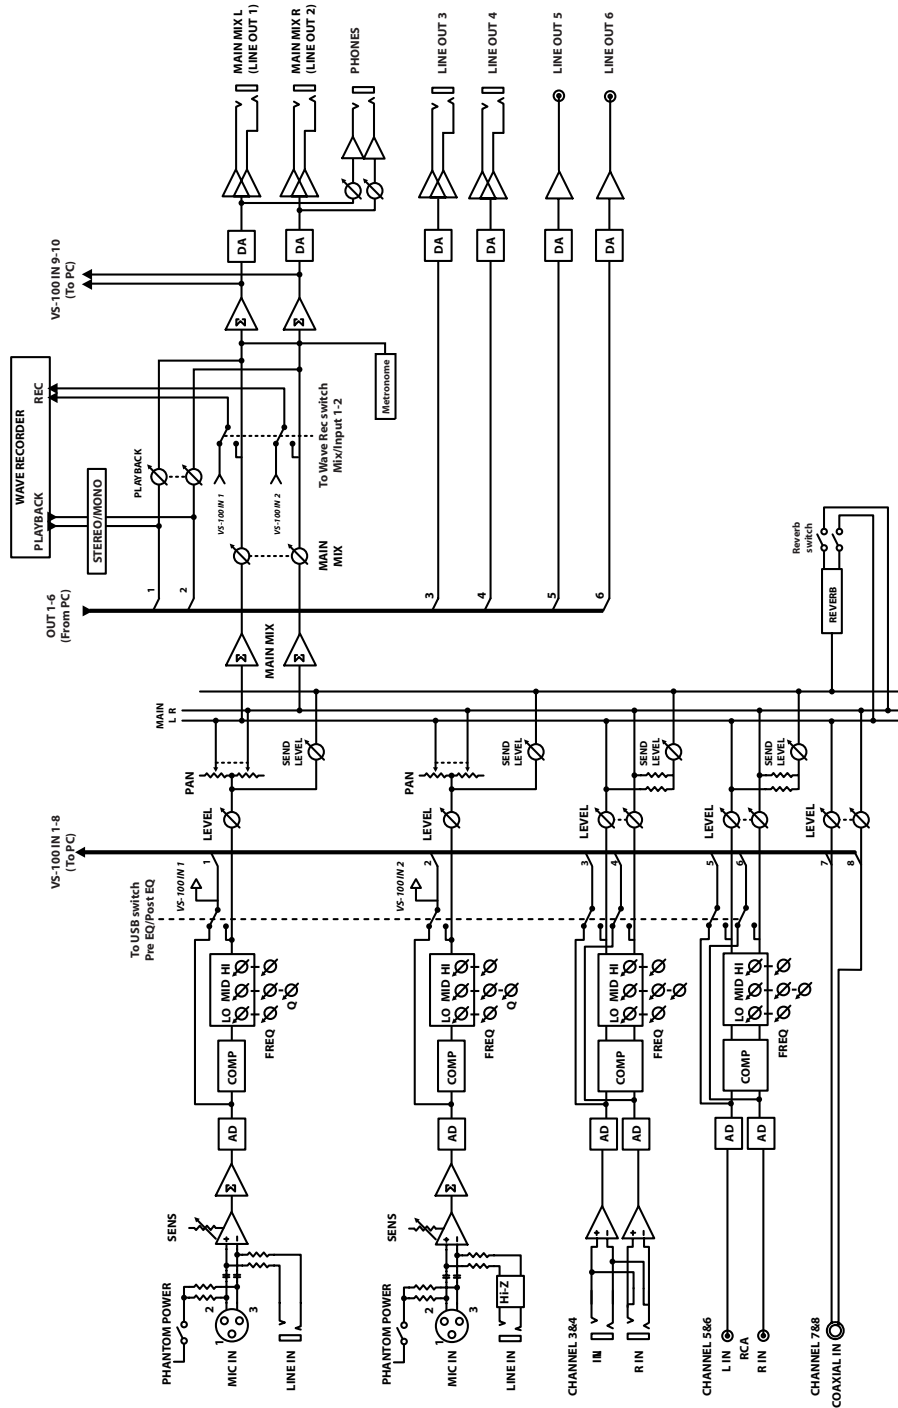 PHANTOM POWER
SENS
To USB switch
Pre EQ/Post EQ
VS-100 IN 1-8
(To PC)
OUT 1-6
(From PC)
WAVE RECORDER
PLAYBACK
REC
STEREO/MONO
VS-100 IN 9-10
(To PC)
PLAYBACK
1
2
VS-100 IN 1
1
2
3
MIC IN
LINE IN
+
−
Σ
AD
COMP
LO
MID
HI
FREQ
Q
LEVEL
PAN
SEND
LEVEL
MAIN
L
R
Σ
Σ
MAIN MIX
MAIN
MIX
VS-100 IN 1
VS-100 IN 2
To Wave Rec switch
Mix/Input 1-2
Metronome
Σ
Σ
DA
DA
MAIN MIX L
(LINE OUT 1)
MAIN MIX R
(LINE OUT 2)
PHONES
PHANTOM POWER
SENS
VS-100 IN 2
2
1
2
3
MIC IN
LINE IN
Hi-Z
+
−
Σ
AD
COMP
LO
MID
HI
FREQ
Q
LEVEL
PAN
SEND
LEVEL
3
4
5
6
DA
DA
DA
DA
LINE OUT 3
LINE OUT 4
LINE OUT 5
LINE OUT 6
CHANNEL 3&4
R IN
+
−
+
−
AD
AD
COMP
LO
MID
HI
FREQ
3
4
LEVEL
SEND
LEVEL
CHANNEL 5&6
L IN
RCA
R IN
AD
AD
COMP
LO
MID
HI
FREQ
5
6
LEVEL
SEND
LEVEL
CHANNEL 7&8
COAXIAL IN
7
8
LEVEL
REVERB
Reverb
switch